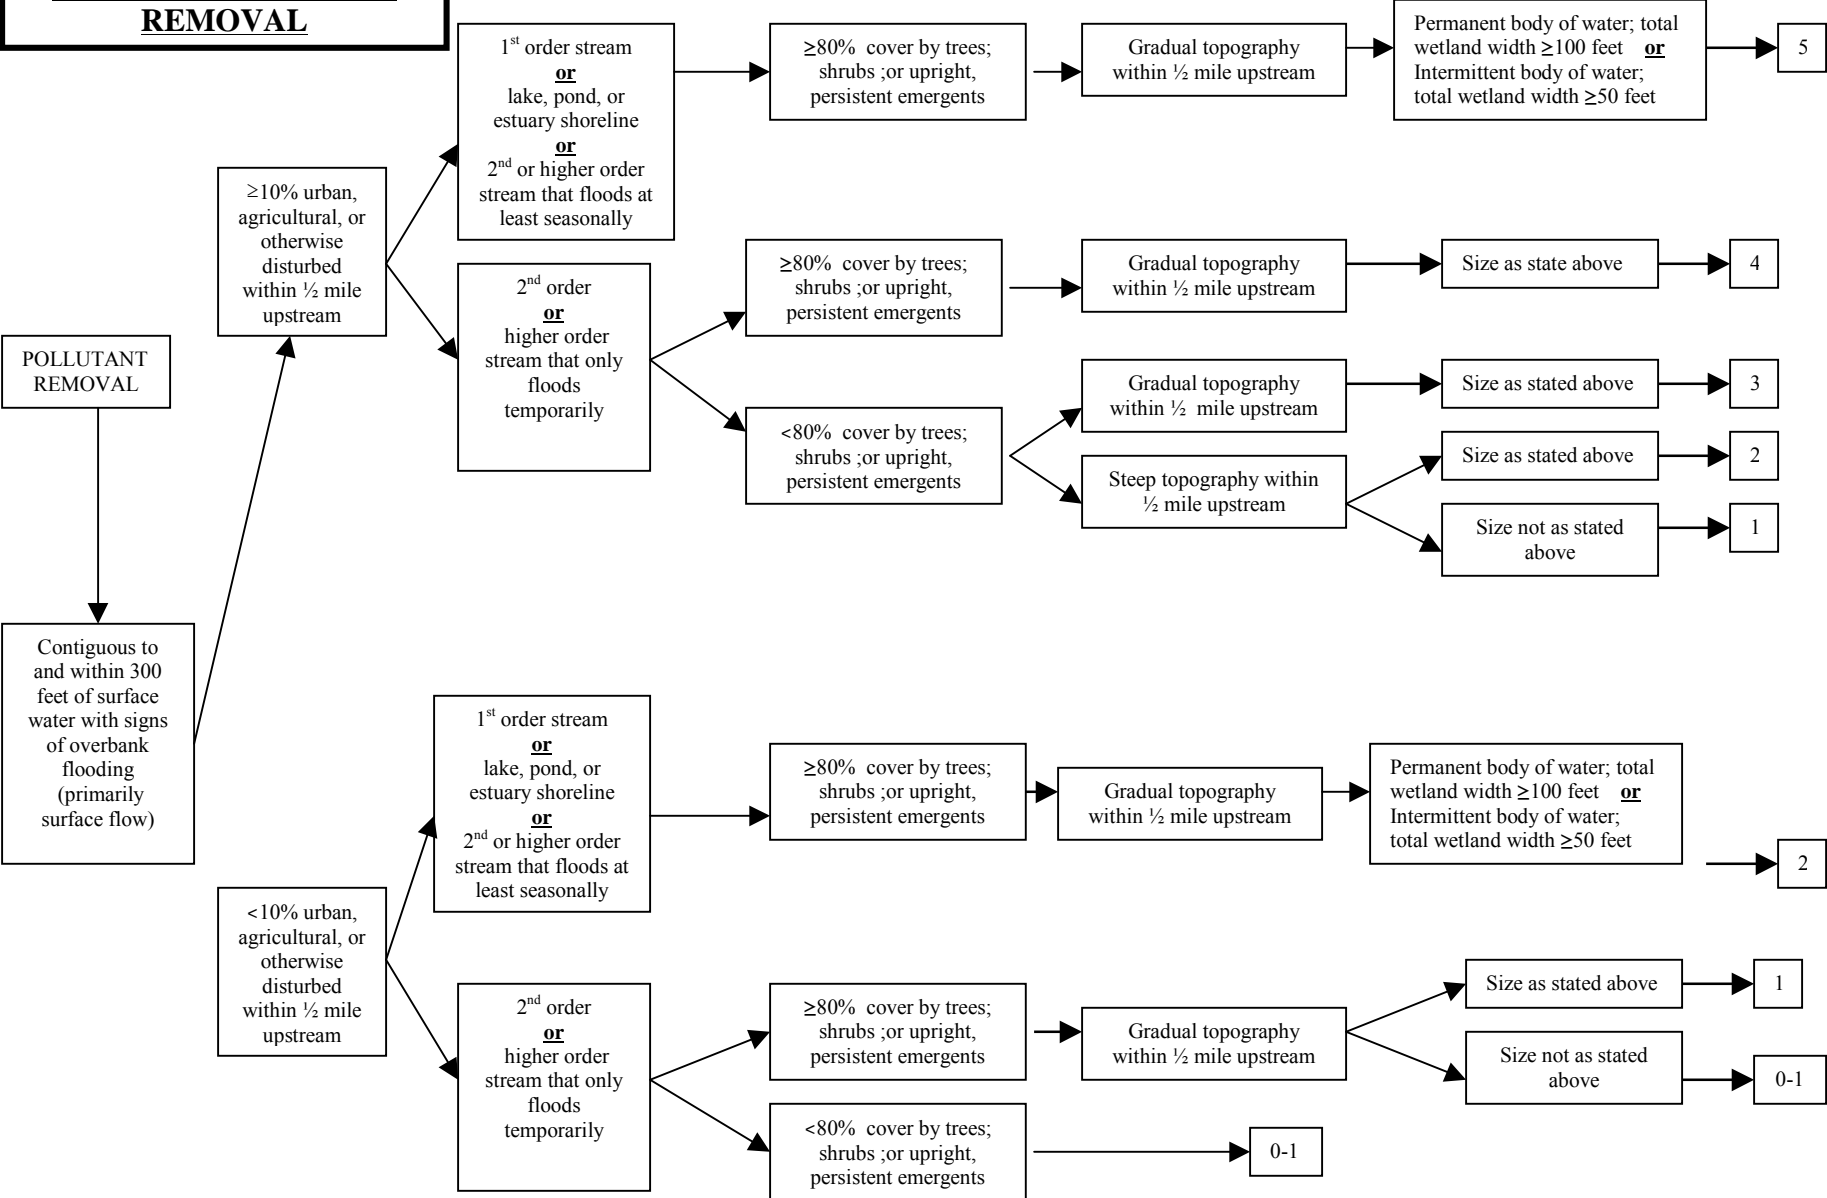 REMOVAL
POLLUTANT
REMOVAL
Contiguous to
and within 300
feet of surface
water with signs
of overbank
flooding
(primarily
surface flow)
≥10% urban,
agricultural, or
otherwise
disturbed
within ½ mile
upstream
1st order stream
or
lake, pond, or
estuary shoreline
or
2nd or higher order
stream that floods at
least seasonally
≥80% cover by trees;
shrubs ;or upright,
persistent emergents
Gradual topography
within ½ mile upstream
Permanent body of water; total
wetland width ≥100 feet or
Intermittent body of water;
total wetland width ≥50 feet
5
2nd order
or
higher order
stream that only
floods
temporarily
≥80% cover by trees;
shrubs ;or upright,
persistent emergents
Gradual topography
within ½ mile upstream
Size as state above
4
<80% cover by trees;
shrubs ;or upright,
persistent emergents
Gradual topography
within ½ mile upstream
Size as stated above
3
Steep topography within
½ mile upstream
Size as stated above
2
Size not as stated
above
1
<10% urban,
agricultural, or
otherwise
disturbed
within ½ mile
upstream
1st order stream
or
lake, pond, or
estuary shoreline
or
2nd or higher order
stream that floods at
least seasonally
≥80% cover by trees;
shrubs ;or upright,
persistent emergents
Gradual topography
within ½ mile upstream
Permanent body of water; total
wetland width ≥100 feet or
Intermittent body of water;
total wetland width ≥50 feet
2
2nd order
or
higher order
stream that only
floods
temporarily
≥80% cover by trees;
shrubs ;or upright,
persistent emergents
Gradual topography
within ½ mile upstream
Size as stated above
1
Size not as stated
above
0-1
<80% cover by trees;
shrubs ;or upright,
persistent emergents
0-1